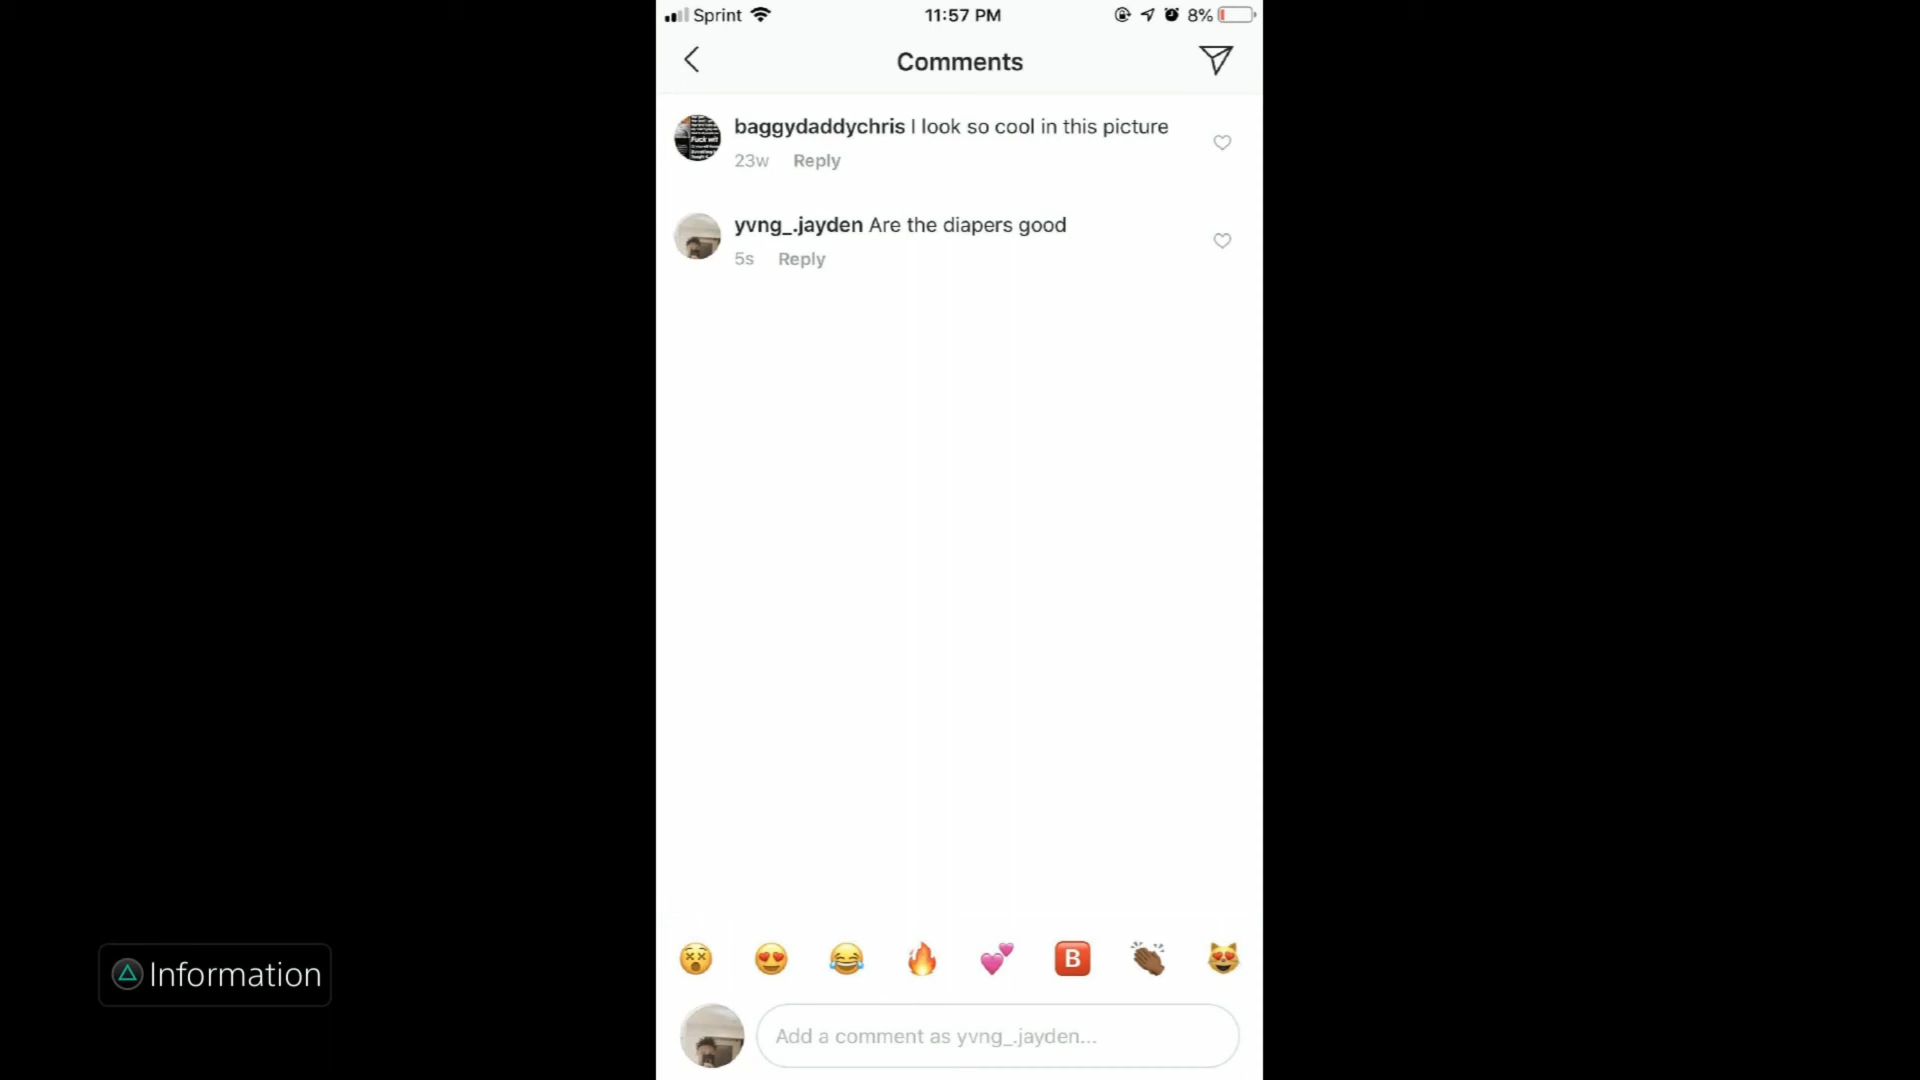 Sprint 11:57 PM 8%
Comments
baggydaddychris I look so cool in this picture
23w Reply
yvng_.jayden Are the diapers good
5s Reply
B
Add a comment as yvng_.jayden...
Information